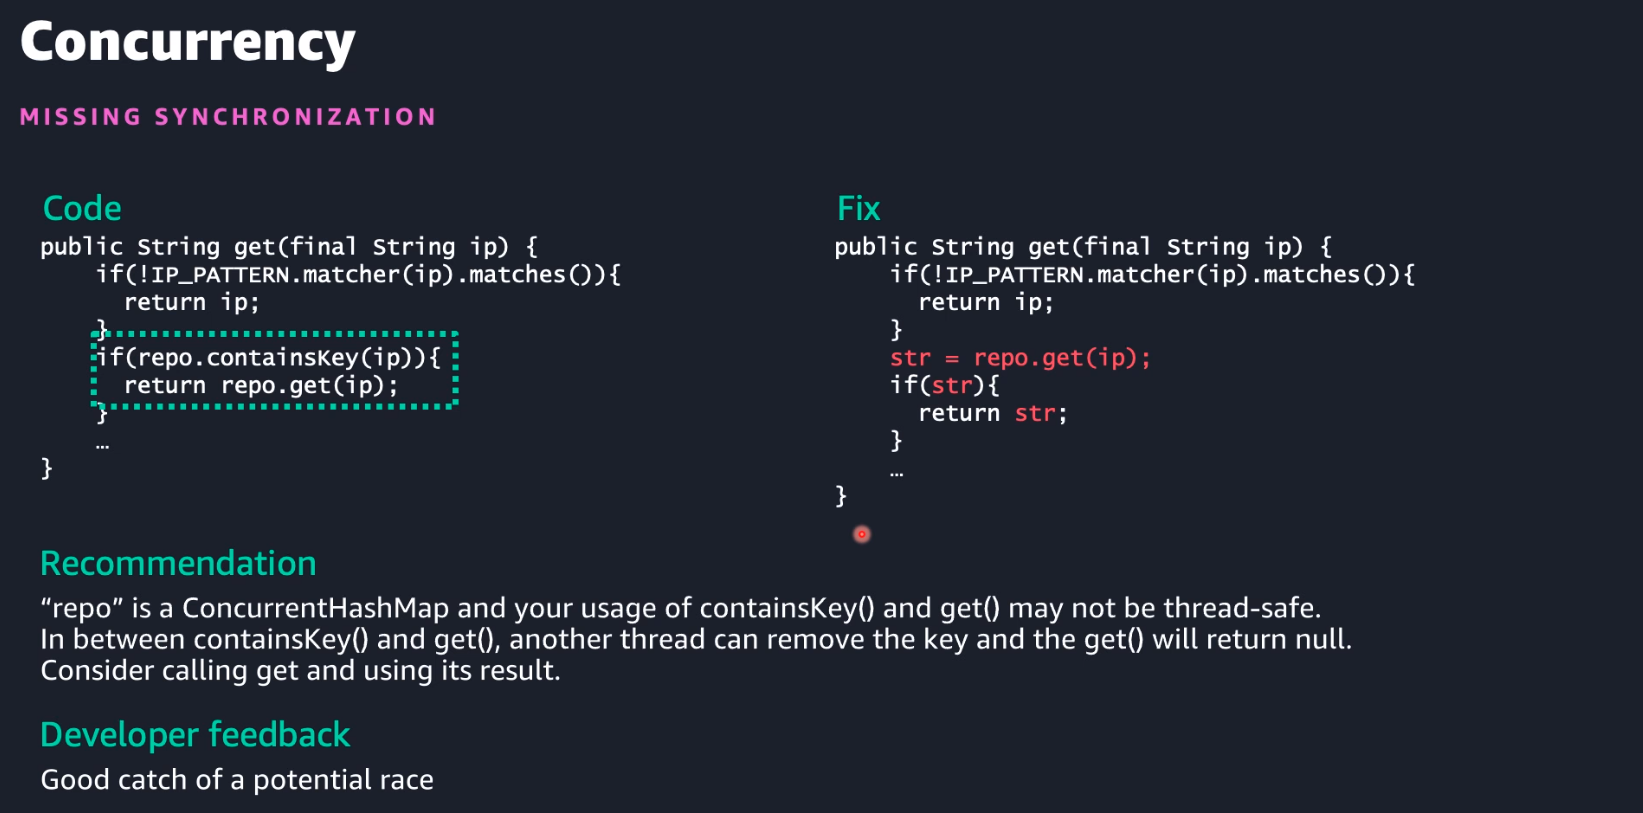 Concurrency
MISSING SYNCHRONIZATION
Code
public String get(final String ip) {
if(!IP_PATTERN.matcher(ip).matches()){
return ip;
}
if(repo.containsKey(ip)){
return repo.get(ip);
}
…
}
Fix
public String get(final String ip) {
if(!IP_PATTERN.matcher(ip).matches()){
return ip;
}
str = repo.get(ip);
if(str){
return str;
}
…
}
Recommendation
“repo” is a ConcurrentHashMap and your usage of containsKey() and get() may not be thread-safe.
In between containsKey() and get(), another thread can remove the key and the get() will return null.
Consider calling get and using its result.
Developer feedback
Good catch of a potential race